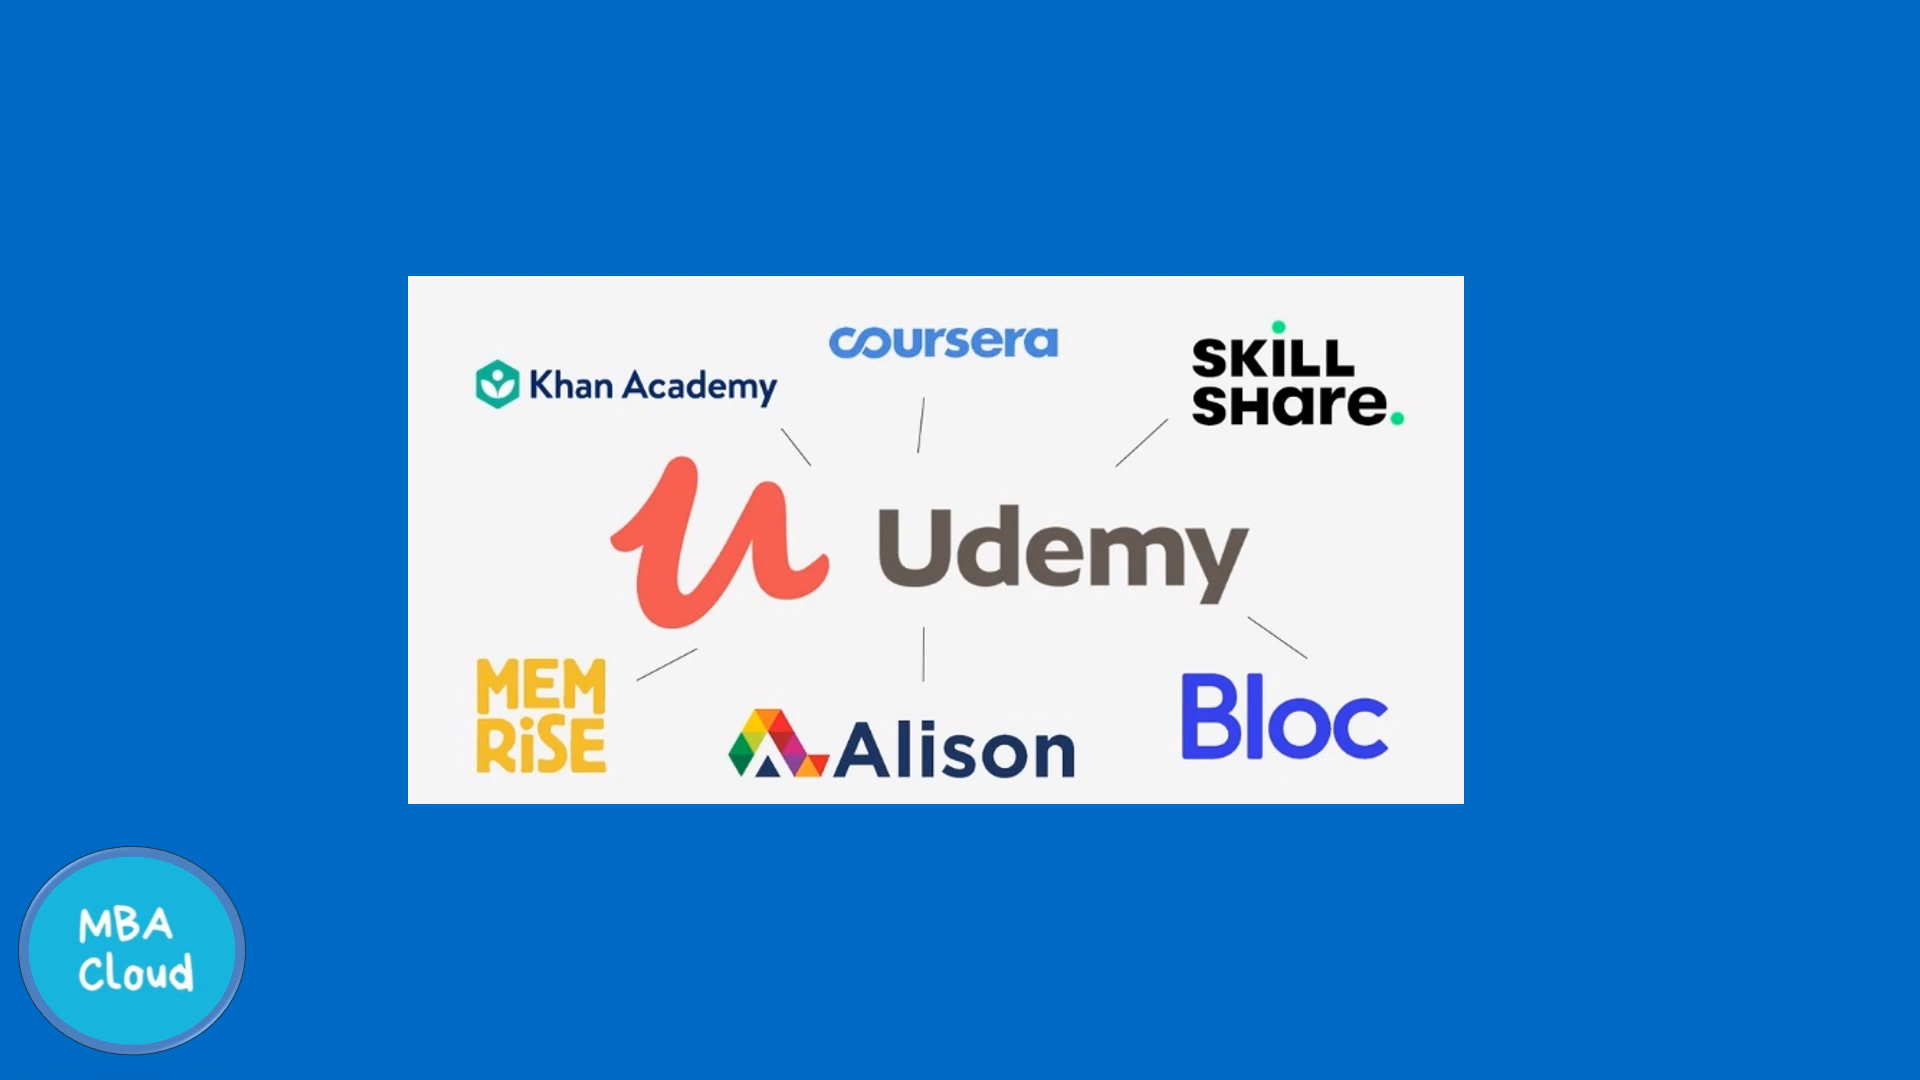 Khan Academy
coursera
SKiLL
SHare.
Udemy
MEM
RiSE
Alison
Bloc
MBA
Cloud